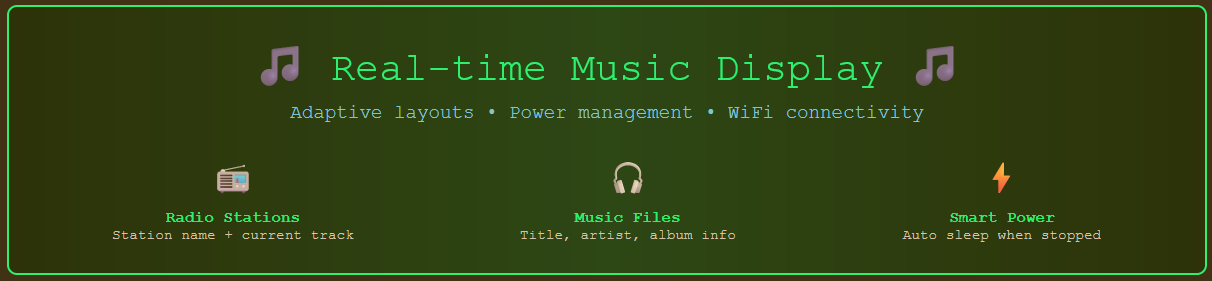 🎵 Real-time Music Display 🎵
Adaptive layouts • Power management • WiFi connectivity
Radio Stations
Station name + current track
Music Files
Title, artist, album info
Smart Power
Auto sleep when stopped